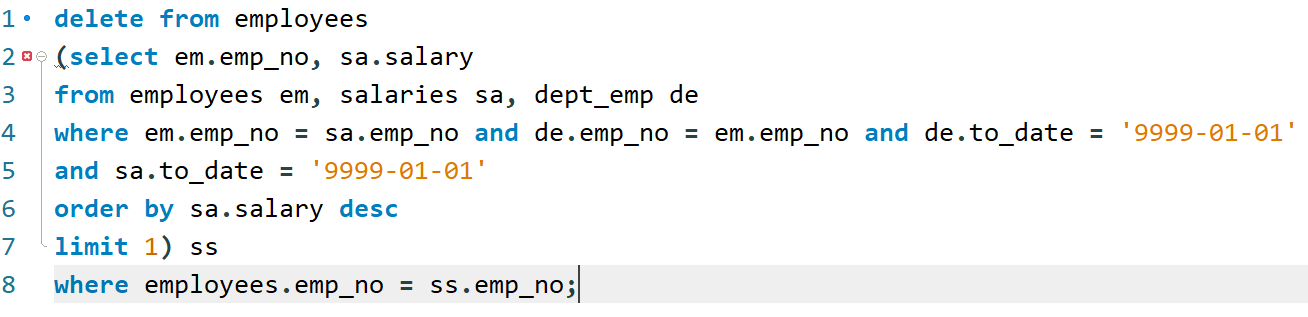 1 delete from employees
2 (select em.emp_no, sa.salary
3 from employees em, salaries sa, dept_emp de
4 where em.emp_no = sa.emp_no and de.emp_no = em.emp_no and de.to_date = '9999-01-01'
5 and sa.to_date = '9999-01-01'
6 order by sa.salary desc
7 limit 1) ss
8 where employees.emp_no = ss.emp_no;